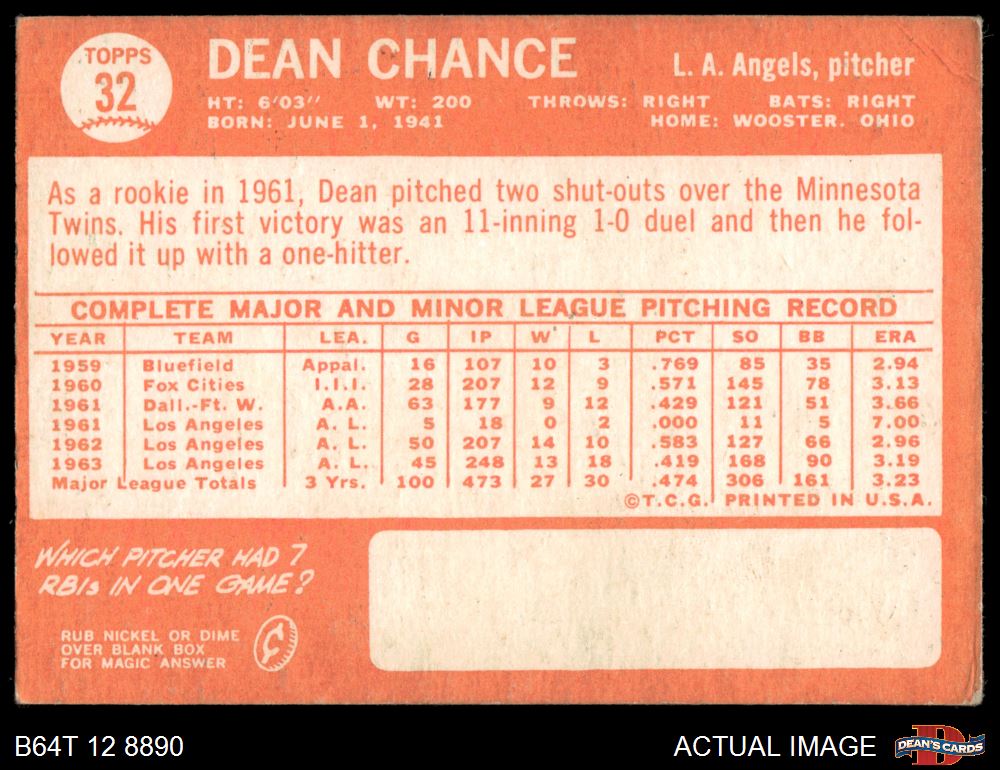 TOPPS
32
DEAN CHANCE
L. A. Angels, pitcher
HT: 6'03" WT: 200 THROWS: RIGHT BATS: RIGHT
BORN: JUNE 1, 1941 HOME: WOOSTER. OHIO
As a rookie in 1961, Dean pitched two shut-outs over the Minnesota
Twins. His first victory was an 11-inning 1-0 duel and then he fol-
lowed it up with a one-hitter.
COMPLETE MAJOR AND MINOR LEAGUE PITCHING RECORD
YEAR TEAM LEA. G IP W L PCT SO BB ERA
1959 Bluefield Appal. 16 107 10 3 .769 85 35 2.94
1960 Fox Cities I.I.I. 28 207 12 9 .571 145 78 3.13
1961 Dall.-Ft. W. A.A. 63 177 9 12 .429 121 51 3.66
1961 Los Angeles A. L. 5 18 0 2 .000 11 5 7.00
1962 Los Angeles A. L. 50 207 14 10 .583 127 66 2.96
1963 Los Angeles A. L. 45 248 13 18 .419 168 90 3.19
Major League Totals 3 Yrs. 100 473 27 30 .474 306 161 3.23
©T.C.G. PRINTED IN U.S.A.
WHICH PITCHER HAD 7
RBIs IN ONE GAME?
RUB NICKEL OR DIME
OVER BLANK BOX
FOR MAGIC ANSWER
¢
B64T 12 8890 ACTUAL IMAGE
D
DEAN'S CARDS